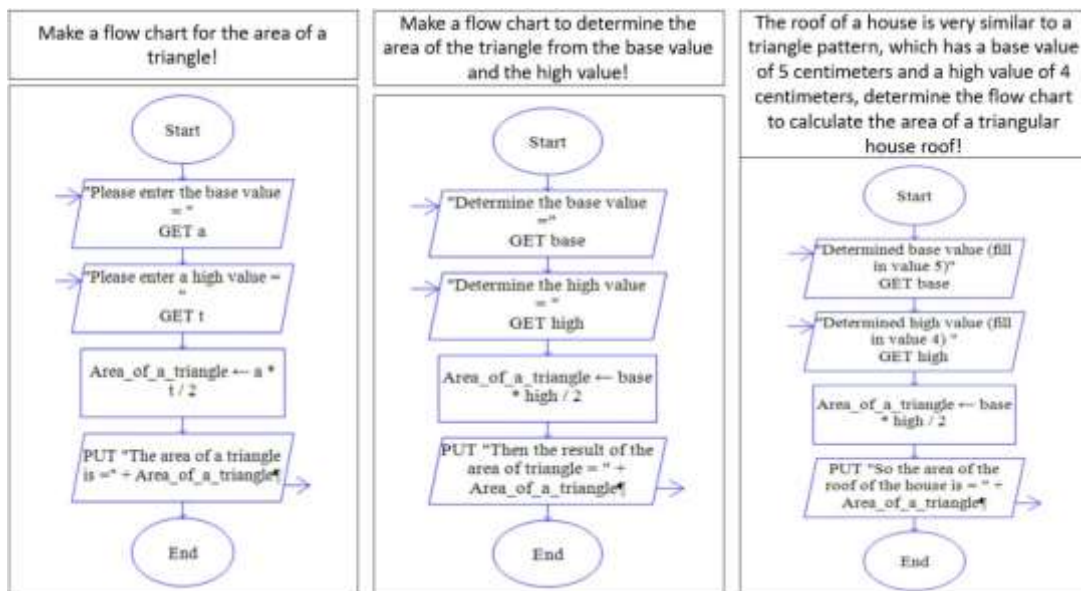 Make a flow chart for the area of a
triangle!
Start
"Please enter the base value
= "
GET a
"Please enter a high value =
"
GET t
Area_of_a_triangle ← a *
t / 2
PUT "The area of a triangle
is =" + Area_of_a_triangle¶
End
Make a flow chart to determine the
area of the triangle from the base value
and the high value!
Start
"Determine the base value
="
GET base
"Determine the high value
= "
GET high
Area_of_a_triangle ← base
* high / 2
PUT "Then the result of the
area of triangle = " +
Area_of_a_triangle¶
End
The roof of a house is very similar to a
triangle pattern, which has a base value
of 5 centimeters and a high value of 4
centimeters, determine the flow chart
to calculate the area of a triangular
house roof!
Start
"Determined base value (fill
in value 5)"
GET base
"Determined high value (fill
in value 4) "
GET high
Area_of_a_triangle ← base
* high / 2
PUT "So the area of the
roof of the house is = " +
Area_of_a_triangle¶
End